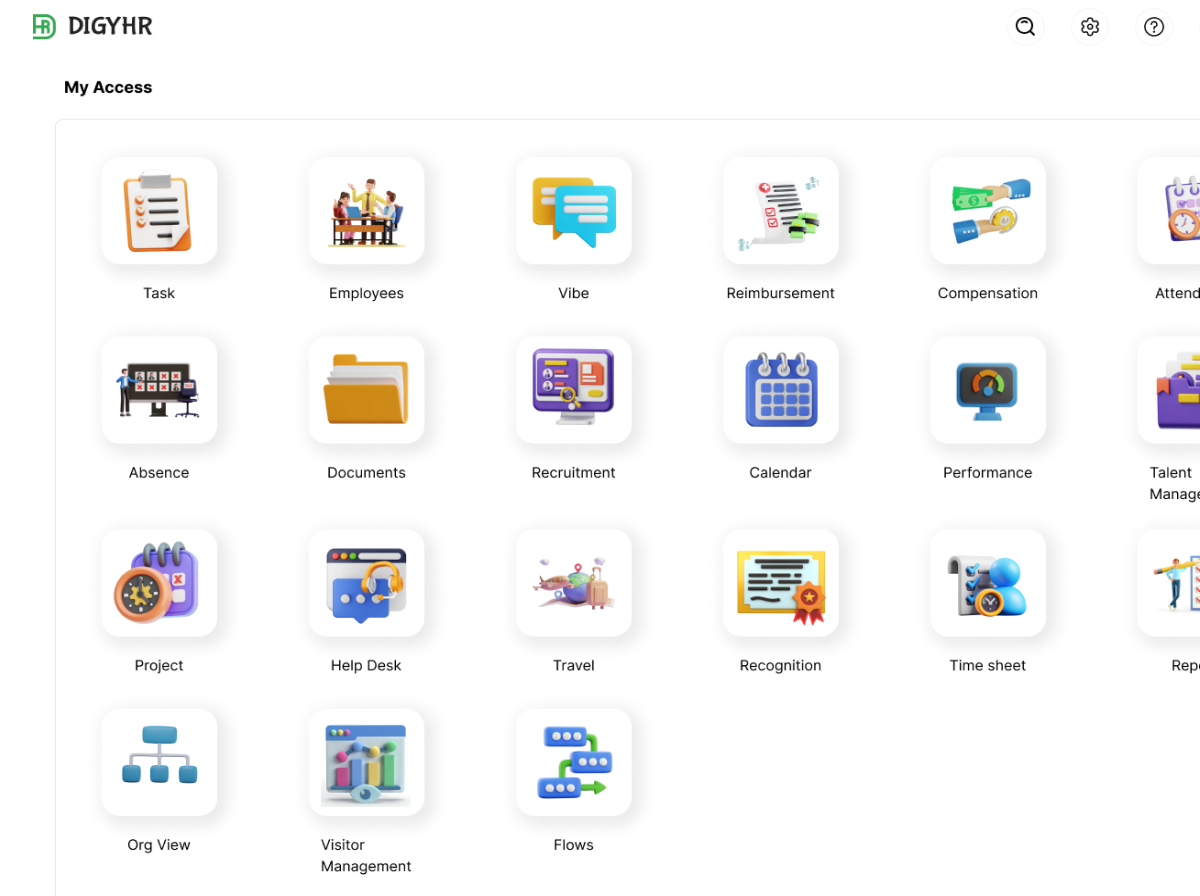 DIGYHR
My Access
Task
Employees
Vibe
Reimbursement
Compensation
Attend
Absence
Documents
Recruitment
Calendar
Performance
Talent
Manage
Project
Help Desk
Travel
Recognition
Time sheet
Repo
Org View
Visitor
Management
Flows